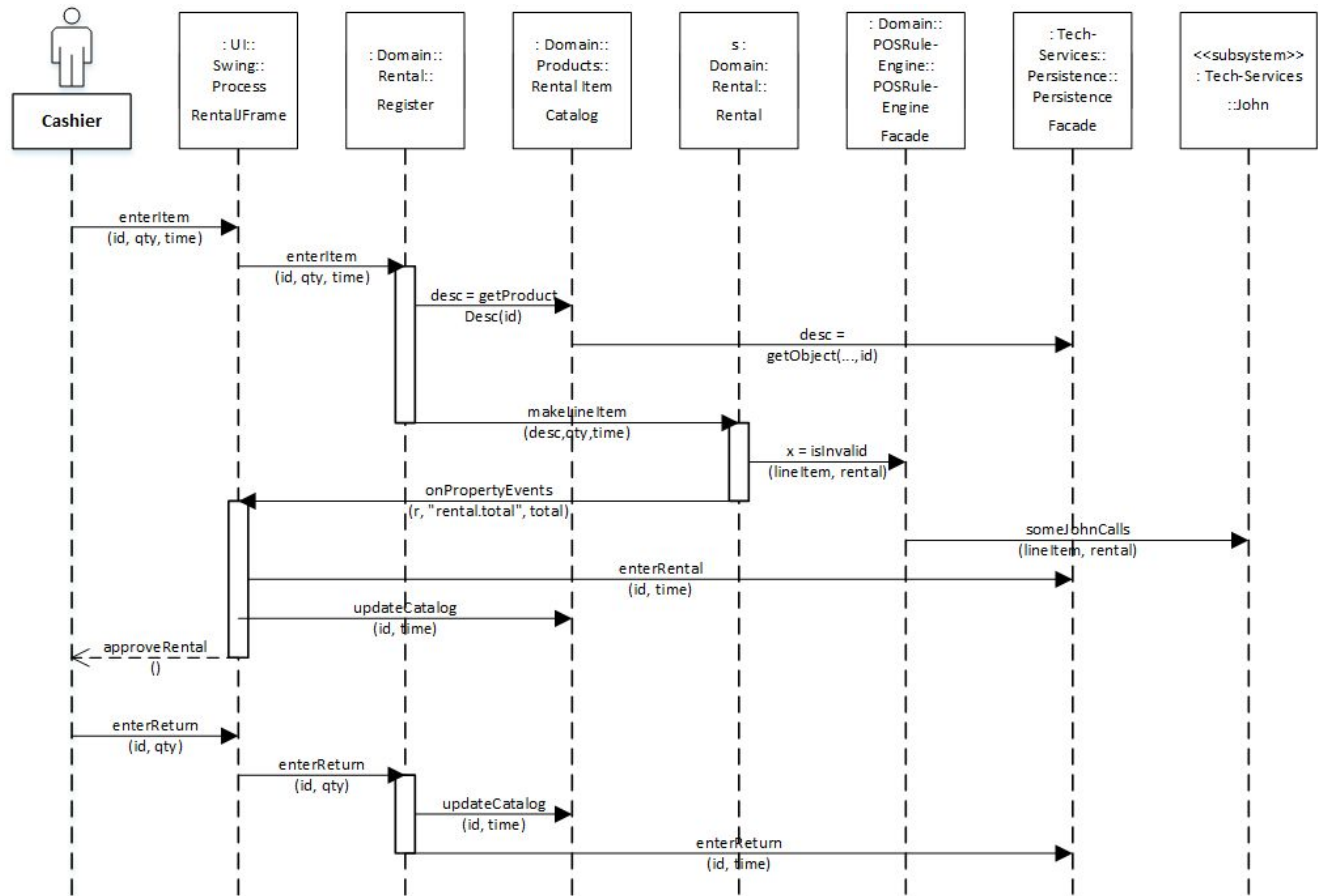 Cashier
: UI::
Swing::
Process
RentalJFrame
: Domain::
Rental::
Register
: Domain::
Products::
Rental Item
Catalog
s :
Domain:
Rental::
Rental
: Domain::
POSRule-
Engine::
POSRule-
Engine
Facade
: Tech-
Services::
Persistence::
Persistence
Facade
<<subsystem>>
: Tech-Services
::John
enterItem
(id, qty, time)
enterItem
(id, qty, time)
desc = getProduct
Desc(id)
desc =
getObject(...,id)
makeLineItem
(desc,qty,time)
x = isInvalid
(lineItem, rental)
onPropertyEvents
(r, "rental.total", total)
someJohnCalls
(lineItem, rental)
enterRental
(id, time)
updateCatalog
(id, time)
approveRental
()
enterReturn
(id, qty)
enterReturn
(id, qty)
updateCatalog
(id, time)
enterReturn
(id, time)